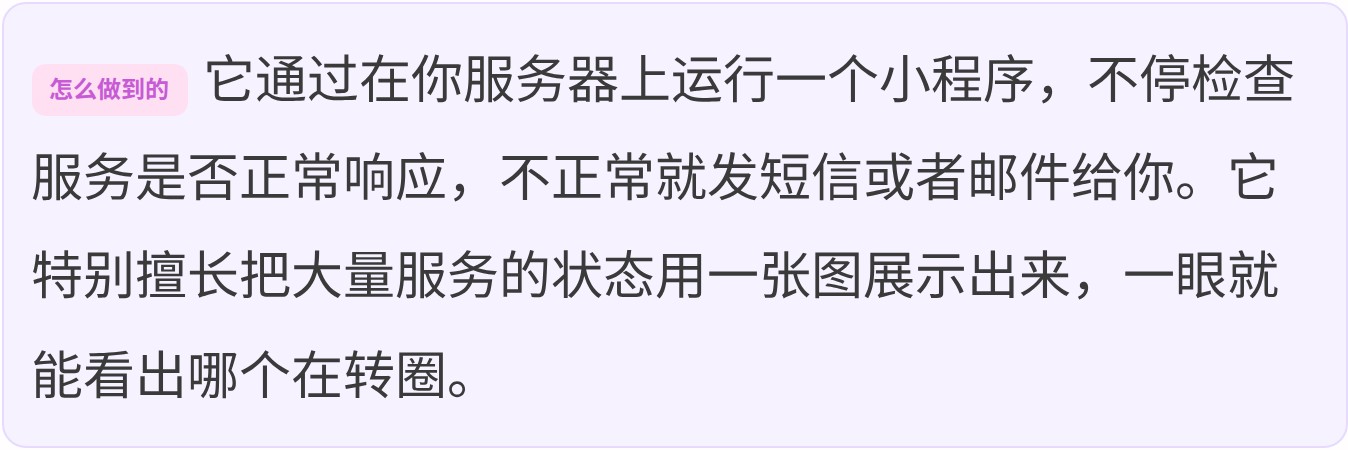 怎么做到的 它通过在你服务器上运行一个小程序，不停检查
服务是否正常响应，不正常就发短信或者邮件给你。它
特别擅长把大量服务的状态用一张图展示出来，一眼就
能看出哪个在转圈。